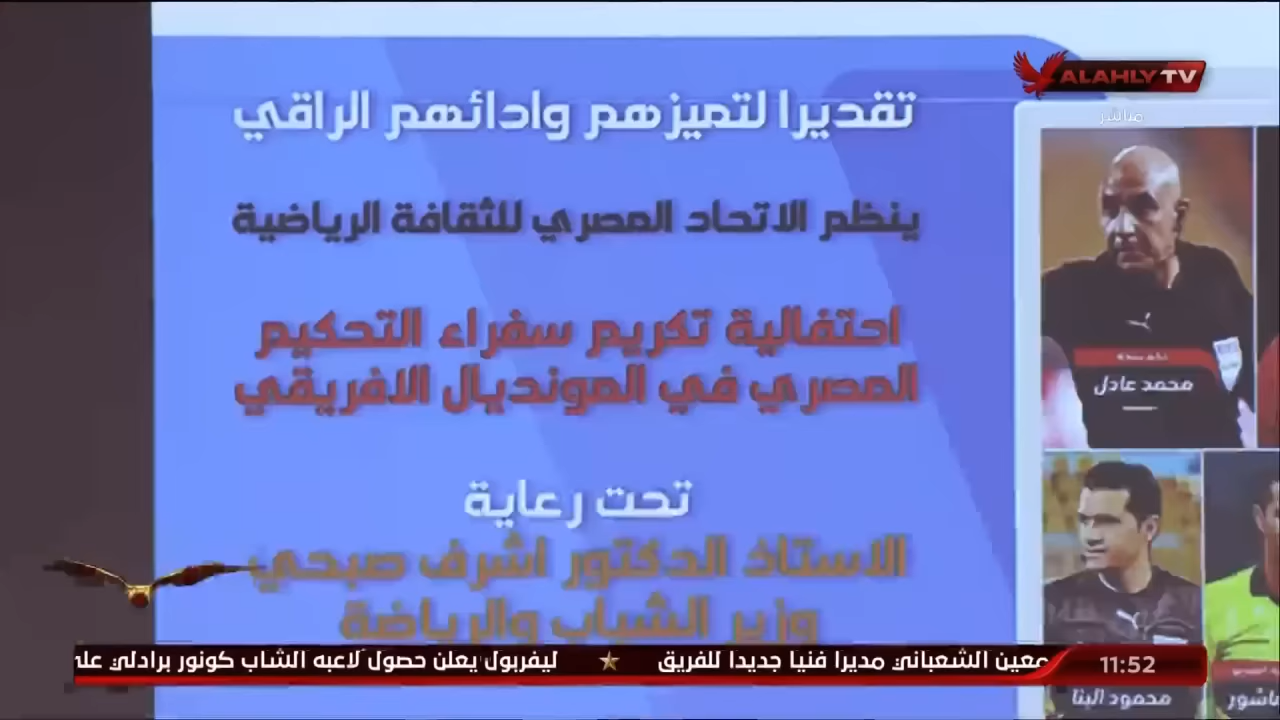 ALAHLY TV
مباشر
تقديرا لتميزهم وادائهم الراقي
ينظم الاتحاد المصري للثقافة الرياضية
احتفالية تكريم سفراء التحكيم
المصري في المونديال الافريقي
تحت رعاية
الاستاذ الدكتور اشرف صبحي
وزير الشباب والرياضة
محمد عادل
معين الشعباني مديرا فنيا جديدا للفريق ★ ليفربول يعلن حصول لاعبه الشاب كونور برادلي على
11:52
محمود البنا
باشور